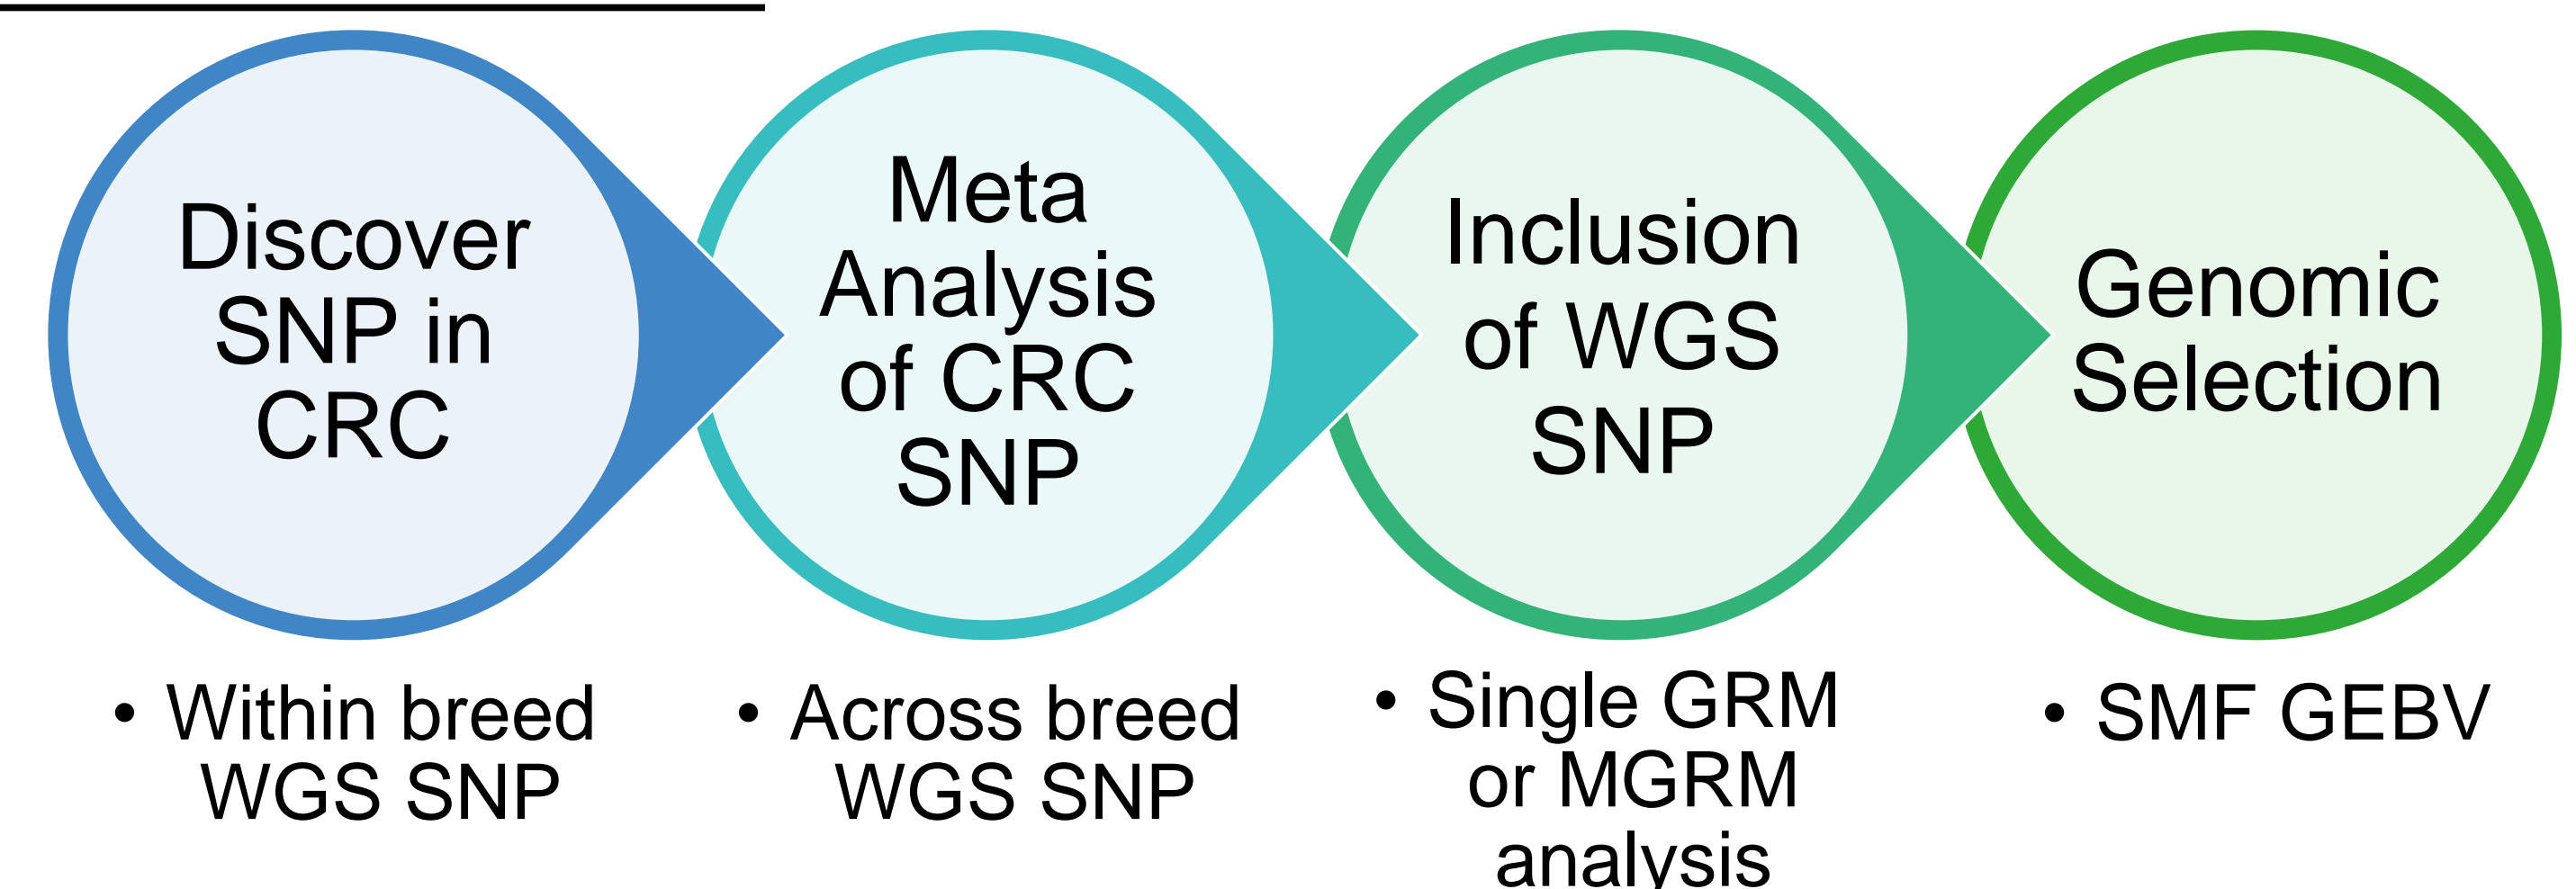 Discover
SNP in
CRC
Meta
Analysis
of CRC
SNP
Inclusion
of WGS
SNP
Genomic
Selection
• Within breed
WGS SNP
• Across breed
WGS SNP
• Single GRM
or MGRM
analysis
• SMF GEBV